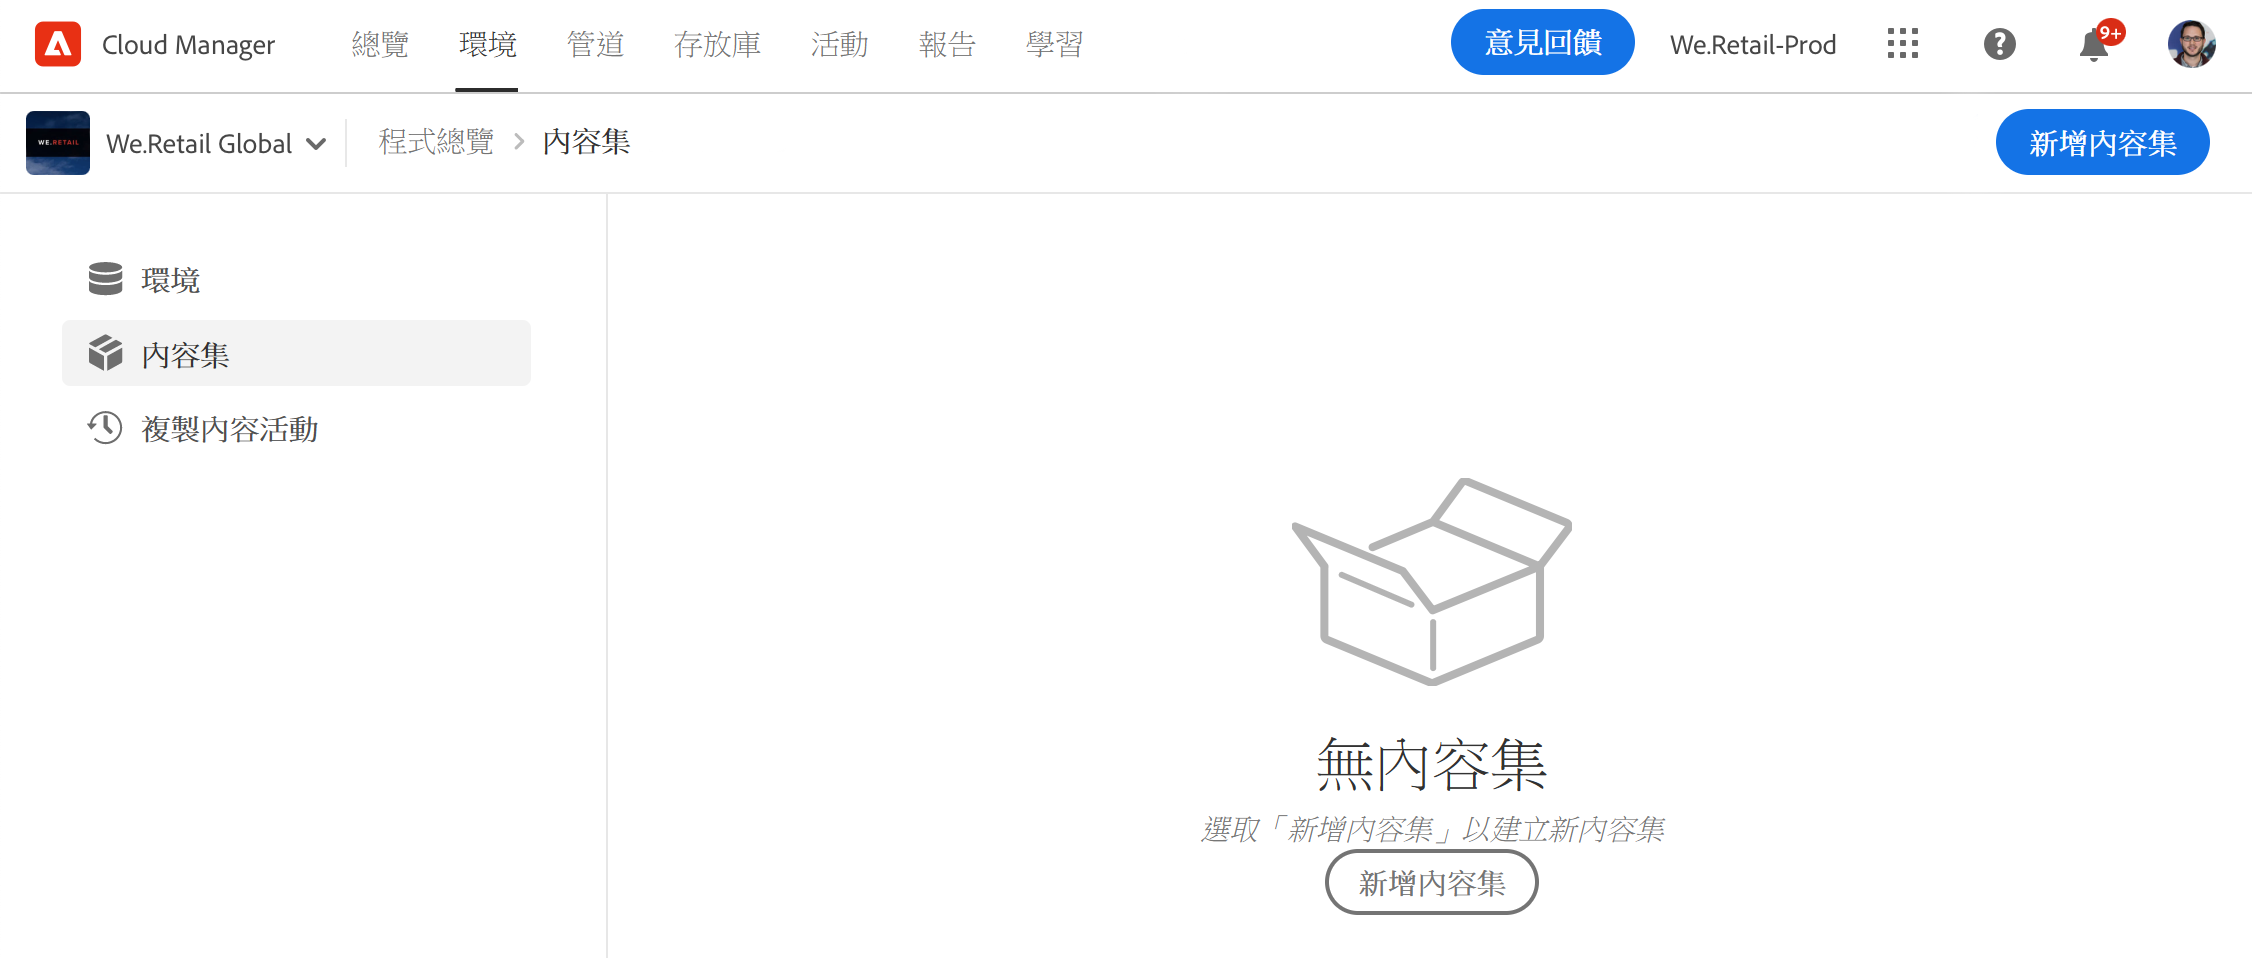 Cloud Manager 總覽 環境 管道 存放庫 活動 報告 學習 意見回饋 We.Retail-Prod 9+
WE.RETAIL We.Retail Global 程式總覽 內容集 新增內容集
環境
內容集
複製內容活動
無內容集
選取「新增內容集」以建立新內容集
新增內容集